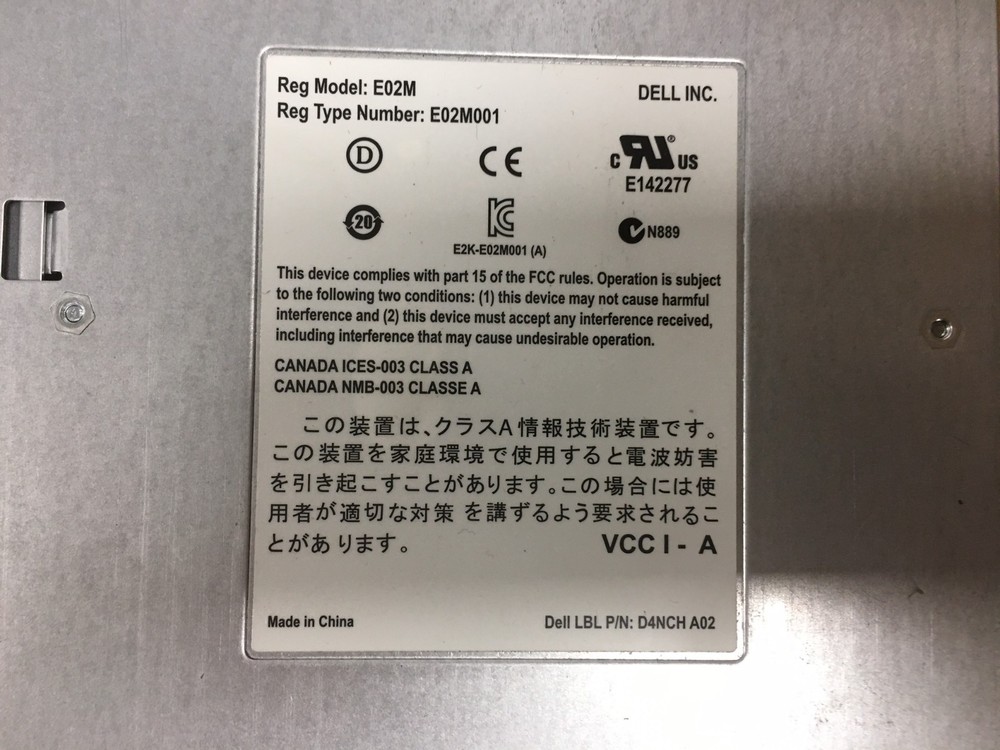 Reg Model: E02M
DELL INC.
Reg Type Number: E02M001
D
CE
c RU® US
E142277
20
KC
N889
E2K-E02M001 (A)
This device complies with part 15 of the FCC rules. Operation is subject
to the following two conditions: (1) this device may not cause harmful
interference and (2) this device must accept any interference received,
including interference that may cause undesirable operation.
CANADA ICES-003 CLASS A
CANADA NMB-003 CLASSE A
この装置は、クラスA情報技術装置です。
この装置を家庭環境で使用すると電波妨害
を引き起こすことがあります。この場合には使
用者が適切な対策 を講ずるよう要求されるこ
とがあ ります。
VCC I - A
Made in China
Dell LBL P/N: D4NCH A02